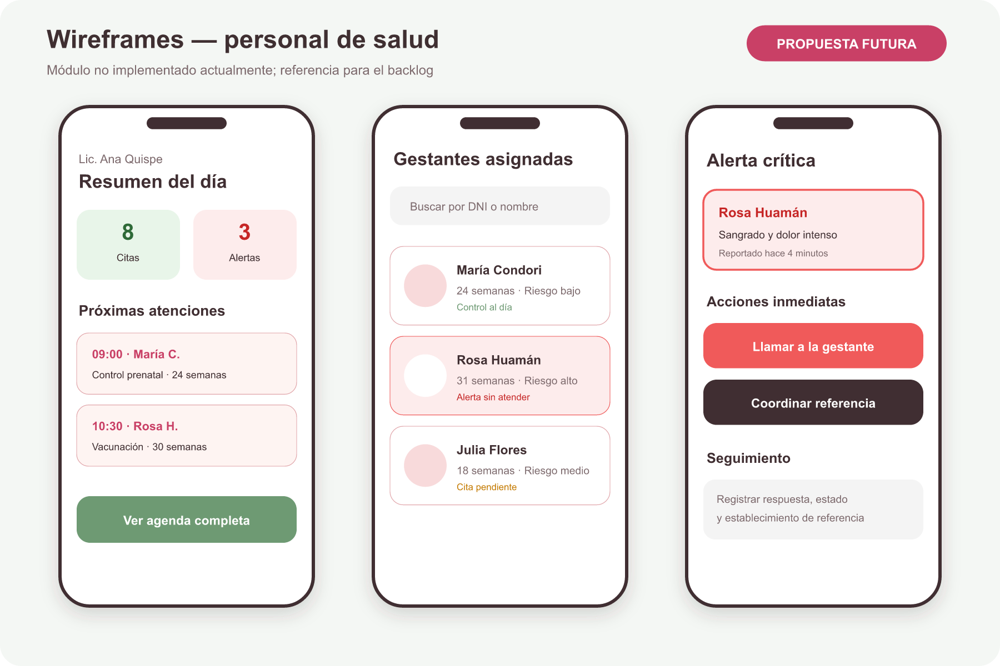 Wireframes — personal de salud
Módulo no implementado actualmente; referencia para el backlog
PROPUESTA FUTURA
Lic. Ana Quispe
Resumen del día
8
Citas
3
Alertas
Próximas atenciones
09:00 · María C.
Control prenatal · 24 semanas
10:30 · Rosa H.
Vacunación · 30 semanas
Ver agenda completa
Gestantes asignadas
Buscar por DNI o nombre
María Condori
24 semanas · Riesgo bajo
Control al día
Rosa Huamán
31 semanas · Riesgo alto
Alerta sin atender
Julia Flores
18 semanas · Riesgo medio
Cita pendiente
Alerta crítica
Rosa Huamán
Sangrado y dolor intenso
Reportado hace 4 minutos
Acciones inmediatas
Llamar a la gestante
Coordinar referencia
Seguimiento
Registrar respuesta, estado
y establecimiento de referencia